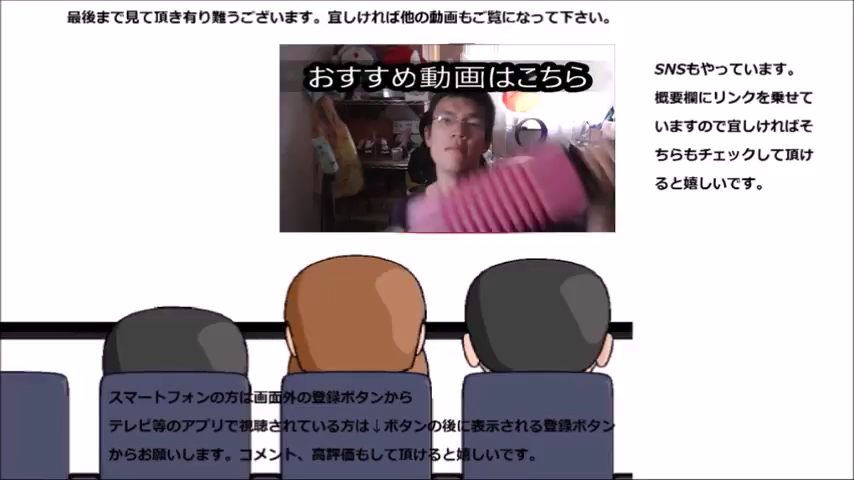 最後まで見て頂き有り難うございます。宜しければ他の動画もご覧になって下さい。
おすすめ動画はこちら
SNSもやっています。
概要欄にリンクを乗せて
いますので宜しければそ
ちらもチェックして頂け
ると嬉しいです。
スマートフォンの方は画面外の登録ボタンから
テレビ等のアプリで視聴されている方は↓ボタンの後に表示される登録ボタン
からお願いします。コメント、高評価もして頂けると嬉しいです。